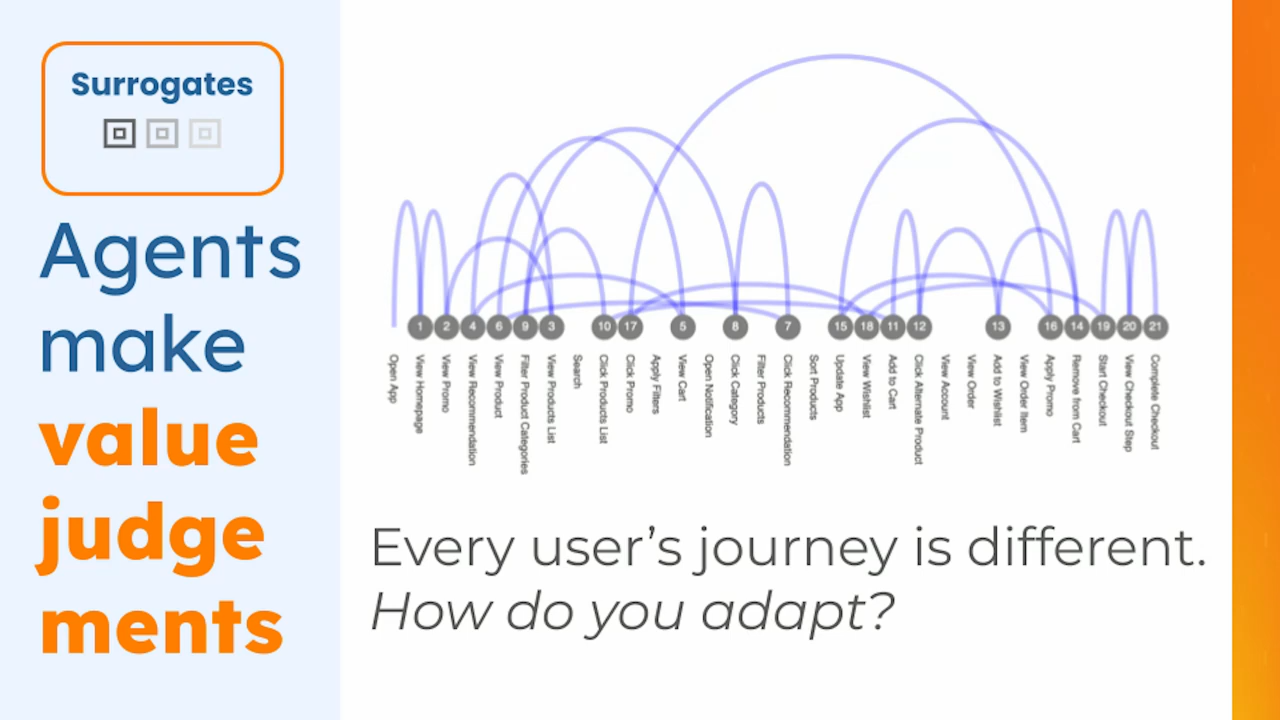 Surrogates
Agents
make
value
judge
ments
1 2 4 6 9 3 10 17 5 8 7 15 18 11 12 13 16 14 19 20 21
Open App
View Homepage
View Promo
View Recommendation
View Product
Filter Product Categories
View Products List
Search
Click Products List
Click Promo
Apply Filters
View Cart
Open Notification
Click Category
Filter Products
Click Recommendation
Sort Products
Update App
View Wishlist
Add to Cart
Click Alternate Product
View Account
View Order
Add to Wishlist
View Order Item
Apply Promo
Remove from Cart
Start Checkout
View Checkout Step
Complete Checkout
Every user’s journey is different.
How do you adapt?